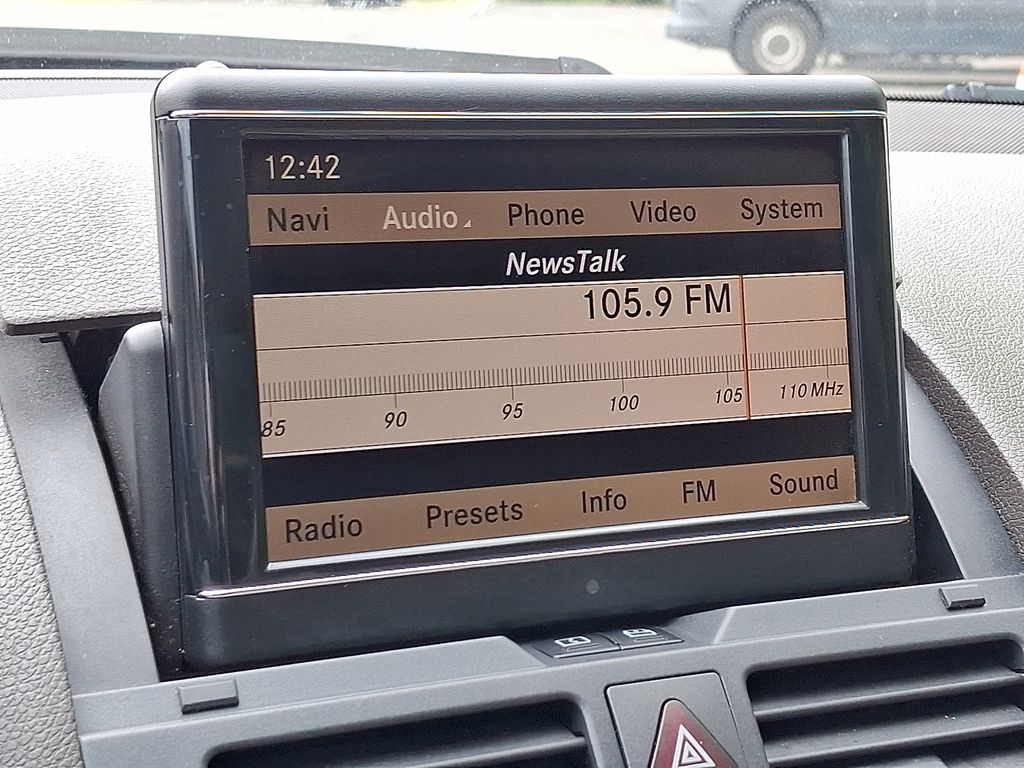 12:42
Navi Audio Phone Video System
NewsTalk
105.9 FM
85 90 95 100 105 110 MHz
Radio Presets Info FM Sound